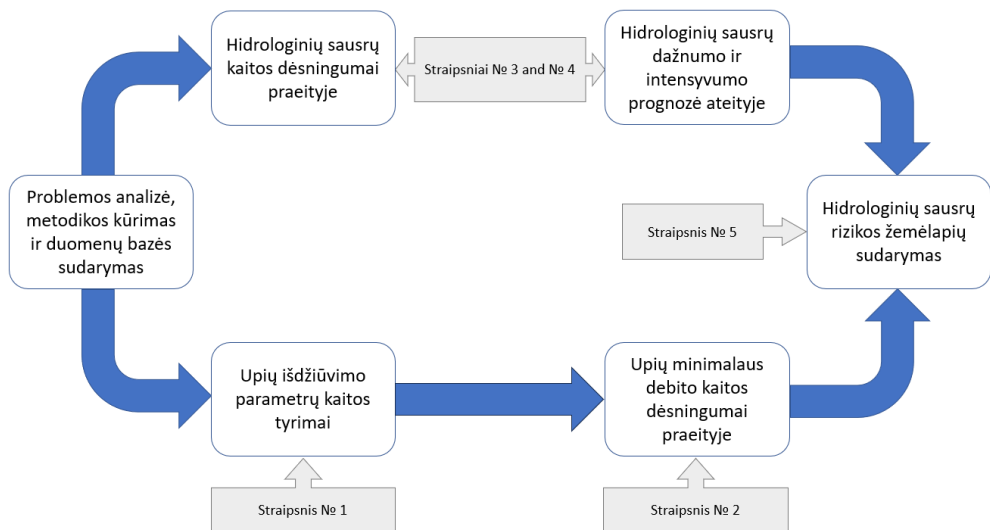 Hidrologinių sausrų
kaitos dėsningumai
praeityje
Straipsniai № 3 and № 4
Hidrologinių sausrų
dažnumo ir
intensyvumo
prognozė ateityje
Problemos analizė,
metodikos kūrimas
ir duomenų bazės
sudarymas
Straipsnis № 5
Hidrologinių sausrų
rizikos žemėlapių
sudarymas
Upių išdžiūvimo
parametrų kaitos
tyrimai
Upių minimalaus
debito kaitos
dėsningumai
praeityje
Straipsnis № 1
Straipsnis № 2